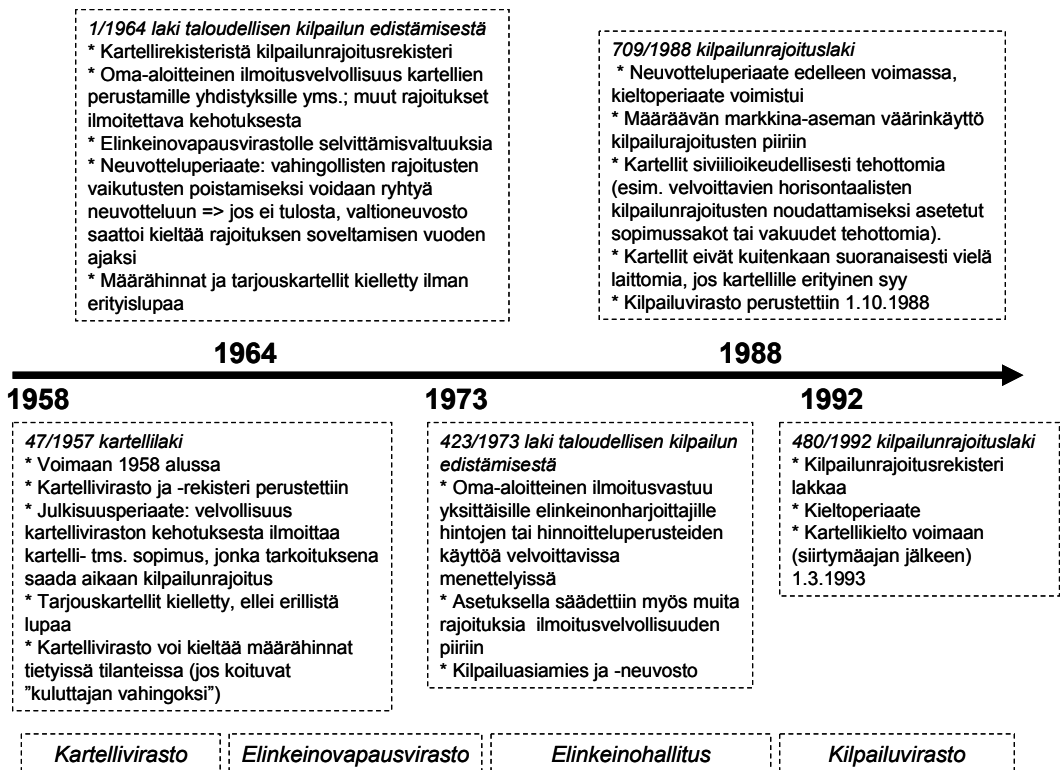 1/1964 laki taloudellisen kilpailun edistämisestä
* Kartellirekisteristä kilpailunrajoitusrekisteri
* Oma-aloitteinen ilmoitusvelvollisuus kartellien
perustamille yhdistyksille yms.; muut rajoitukset
ilmoitettava kehotuksesta
* Elinkeinovapausvirastolle selvittämisvaltuuksia
* Neuvotteluperiaate: vahingollisten rajoitusten
vaikutusten poistamiseksi voidaan ryhtyä
neuvotteluun => jos ei tulosta, valtioneuvosto
saattoi kieltää rajoituksen soveltamisen vuoden
ajaksi
* Määrähinnat ja tarjouskartellit kielletty ilman
erityislupaa
709/1988 kilpailunrajoituslaki
* Neuvotteluperiaate edelleen voimassa,
kieltoperiaate voimistui
* Määräävän markkina-aseman väärinkäyttö
kilpailurajoitusten piiriin
* Kartellit siviilioikeudellisesti tehottomia
(esim. velvoittavien horisontaalisten
kilpailunrajoitusten noudattamiseksi asetetut
sopimussakot tai vakuudet tehottomia).
* Kartellit eivät kuitenkaan suoranaisesti vielä
laittomia, jos kartellille erityinen syy
* Kilpailuvirasto perustettiin 1.10.1988
1964
1988
1958
1973
1992
47/1957 kartellilaki
* Voimaan 1958 alussa
* Kartellivirasto ja -rekisteri perustettiin
* Julkisuusperiaate: velvollisuus
kartelliviraston kehotuksesta ilmoittaa
kartelli- tms. sopimus, jonka tarkoituksena
saada aikaan kilpailunrajoitus
* Tarjouskartellit kielletty, ellei erillistä
lupaa
* Kartellivirasto voi kieltää määrähinnat
tietyissä tilanteissa (jos koituvat
”kuluttajan vahingoksi”)
423/1973 laki taloudellisen kilpailun
edistämisestä
* Oma-aloitteinen ilmoitusvastuu
yksittäisille elinkeinonharjoittajille
hintojen tai hinnoitteluperusteiden
käyttöä velvoittavissa
menettelyissä
* Asetuksella säädettiin myös muita
rajoituksia ilmoitusvelvollisuuden
piiriin
* Kilpailuasiamies ja -neuvosto
480/1992 kilpailunrajoituslaki
* Kilpailunrajoitusrekisteri
lakkaa
* Kieltoperiaate
* Kartellikielto voimaan
(siirtymäajan jälkeen)
1.3.1993
Kartellivirasto
Elinkeinovapausvirasto
Elinkeinohallitus
Kilpailuvirasto